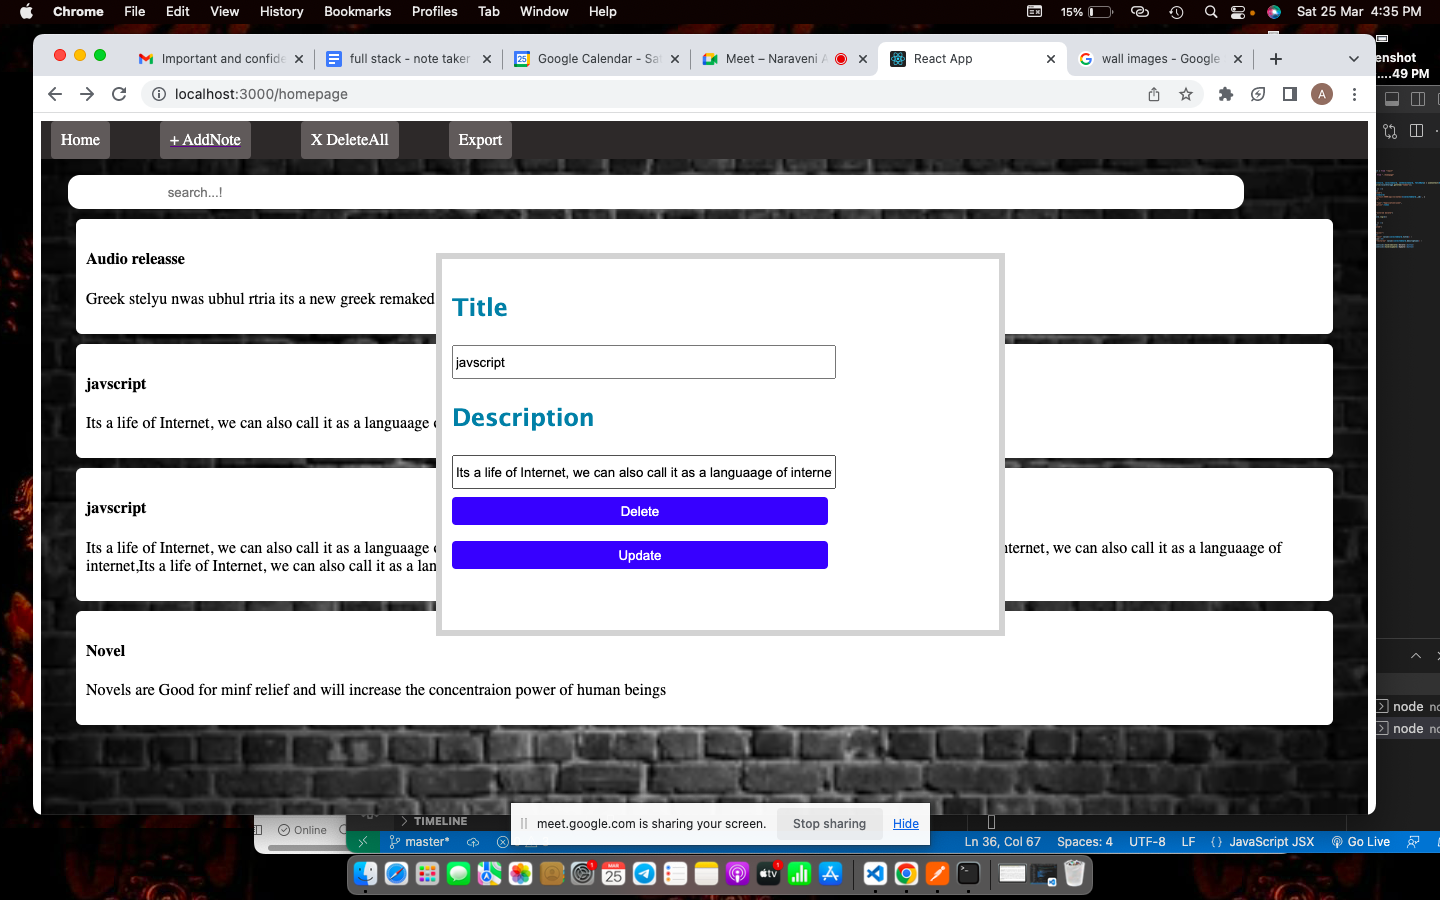 Chrome File Edit View History Bookmarks Profiles Tab Window Help 15% Sat 25 Mar 4:35 PM
Important and confide full stack - note taker Google Calendar - Sat Meet – Naraveni A React App wall images - Google
enshot
....49 PM
localhost:3000/homepage A
Home + AddNote X DeleteAll Export
search...!
Audio releasse
Greek stelyu nwas ubhul rtria its a new greek remaked
javscript
Its a life of Internet, we can also call it as a languaage
javscript
Its a life of Internet, we can also call it as a languaage ternet, we can also call it as a languaage of
internet,Its a life of Internet, we can also call it as a lan
Novel
Novels are Good for minf relief and will increase the concentraion power of human beings
Title
javscript
Description
Its a life of Internet, we can also call it as a languaage of interne
Delete
Update
node
node
meet.google.com is sharing your screen. Stop sharing Hide
TIMELINE
Online
master* Ln 36, Col 67 Spaces: 4 UTF-8 LF {} JavaScript JSX Go Live
MAR
25
tv
1
1